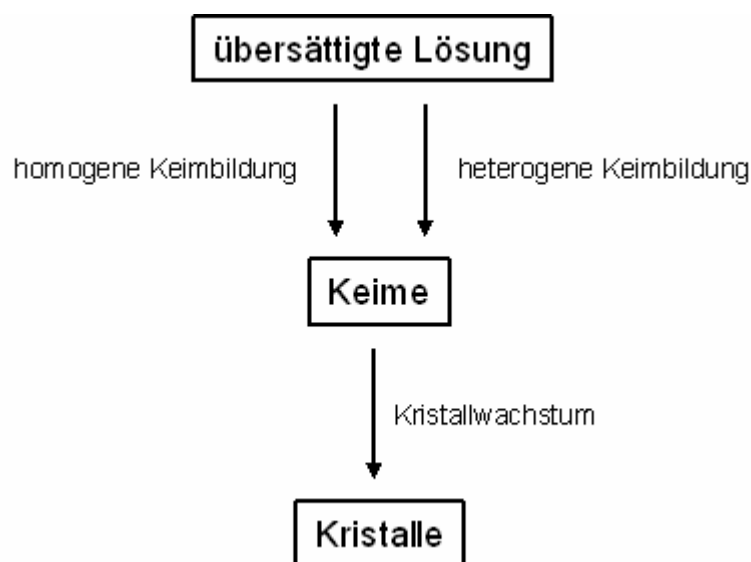 übersättigte Lösung
homogene Keimbildung
heterogene Keimbildung
Keime
Kristallwachstum
Kristalle